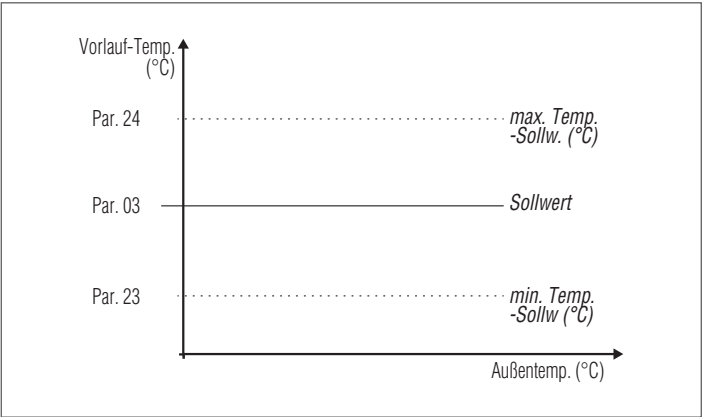 Vorlauf-Temp.
(°C)
Par. 24
max. Temp.
-Sollw. (°C)
Par. 03
Sollwert
Par. 23
min. Temp.
-Sollw (°C)
Außentemp. (°C)